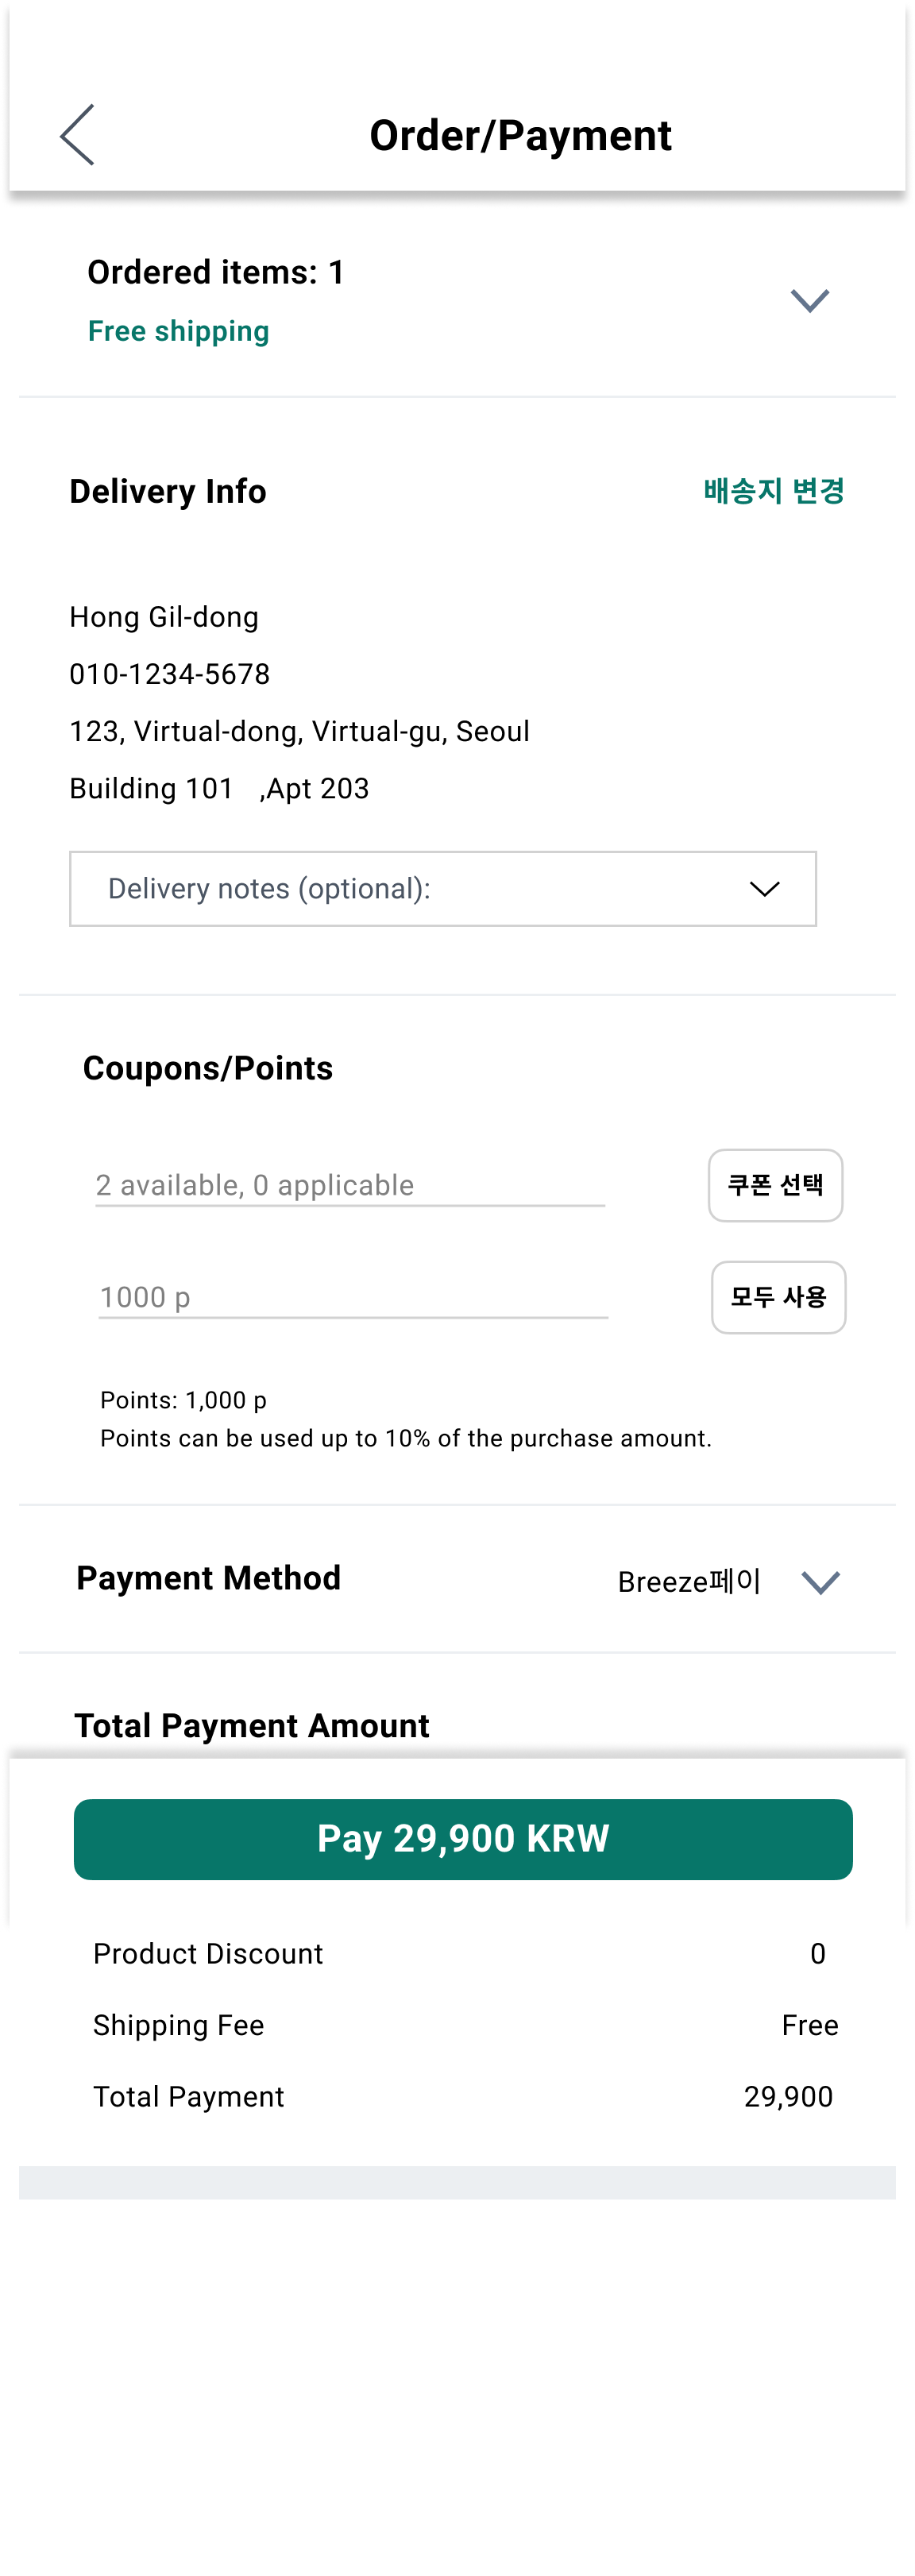 Order/Payment
Ordered items: 1
Free shipping
Delivery Info 배송지 변경
Hong Gil-dong
010-1234-5678
123, Virtual-dong, Virtual-gu, Seoul
Building 101 ,Apt 203
Delivery notes (optional):
Coupons/Points
2 available, 0 applicable 쿠폰 선택
1000 p 모두 사용
Points: 1,000 p
Points can be used up to 10% of the purchase amount.
Payment Method Breeze페이
Total Payment Amount
Pay 29,900 KRW
Product Discount 0
Shipping Fee Free
Total Payment 29,900